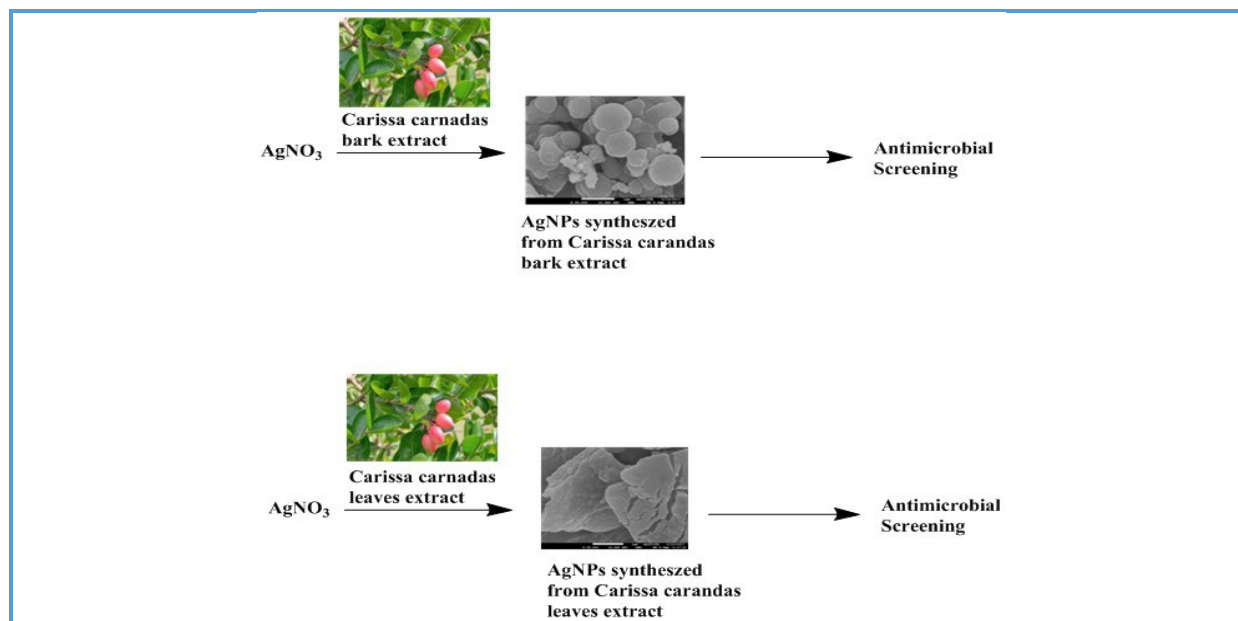 Carissa carnadas
bark extract
AgNO₃
Antimicrobial
Screening
AgNPs syntheszed
from Carissa carandas
bark extract
Carissa carnadas
leaves extract
AgNO₃
Antimicrobial
Screening
AgNPs syntheszed
from Carissa carandas
leaves extract